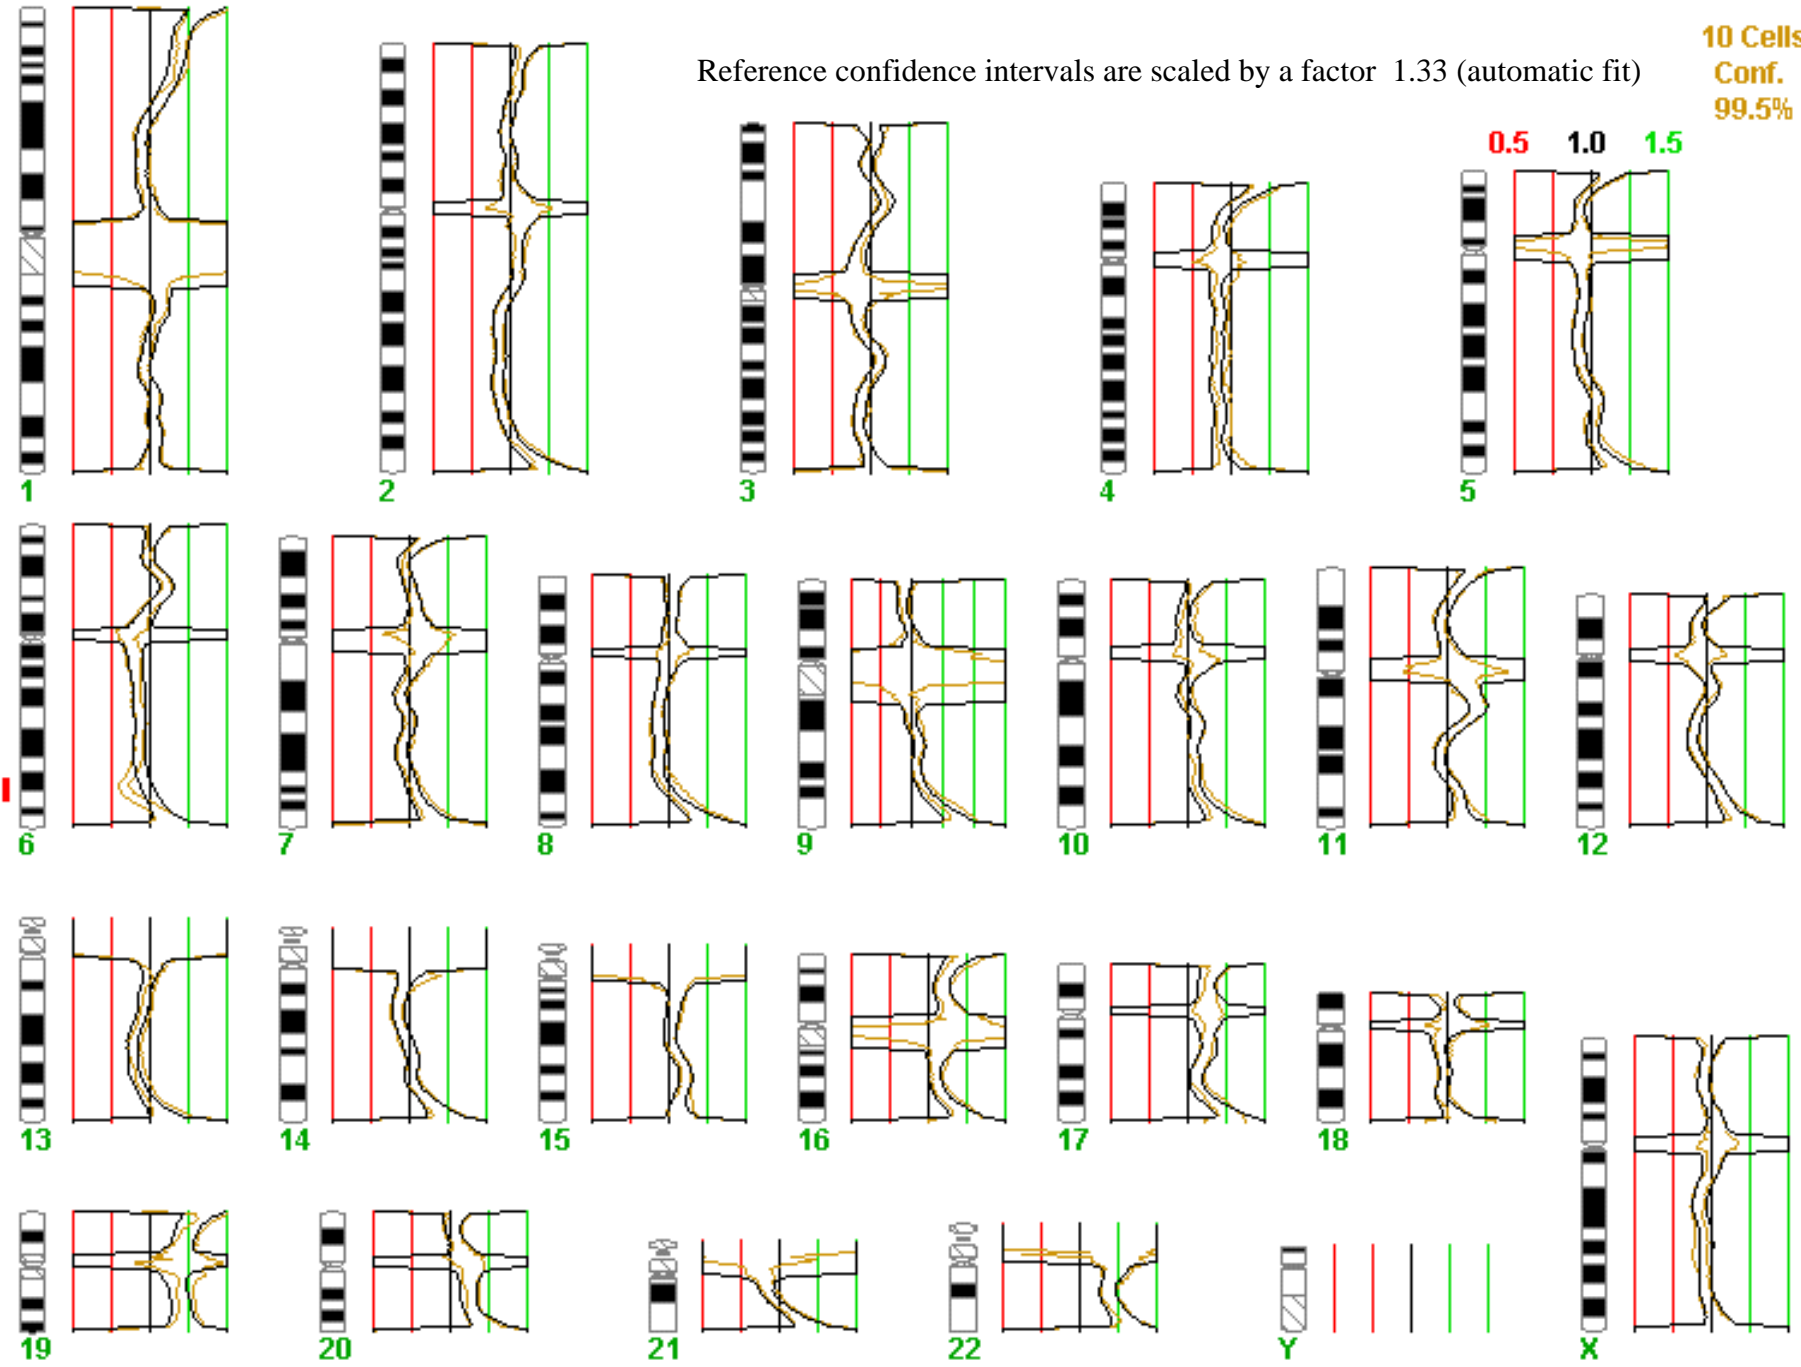 10 Cells
Conf.
99.5%
Reference confidence intervals are scaled by a factor 1.33 (automatic fit)
0.5 1.0 1.5
1 2 3 4 5
6 7 8 9 10 11 12
13 14 15 16 17 18
19 20 21 22 Y X